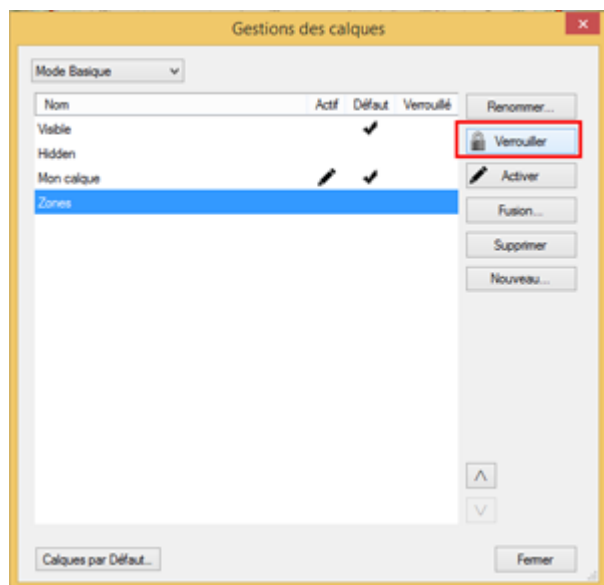 Gestions des calques
Mode Basique
Nom Actif Défaut Verrouillé
Visible
Hidden
Mon calque
Zones
Renommer...
Verrouiller
Activer
Fusion...
Supprimer
Nouveau...
Calques par Défaut...
Fermer